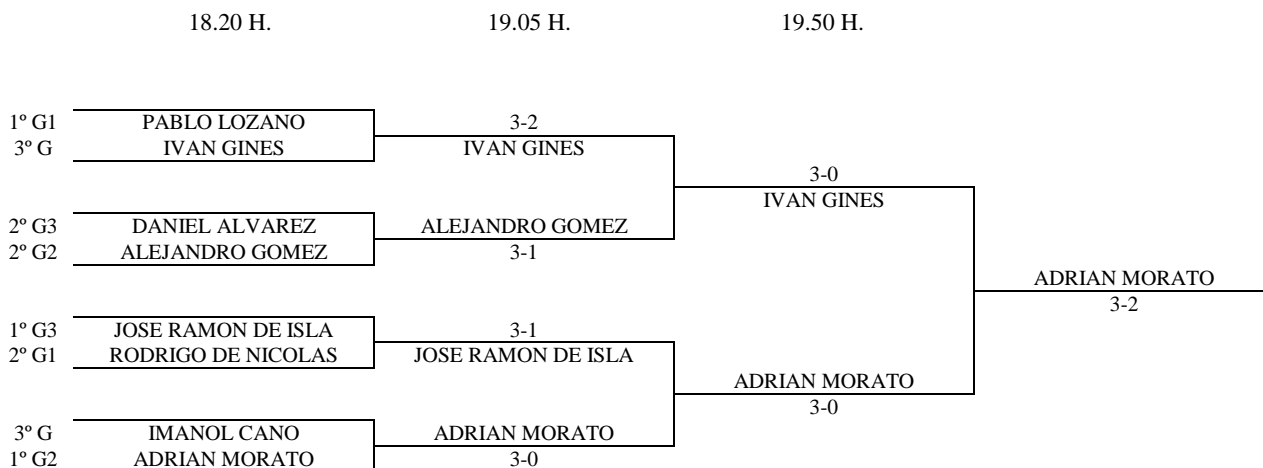 18.20 H. 19.05 H. 19.50 H.
1º G1 PABLO LOZANO 3-2
3º G IVAN GINES IVAN GINES
3-0
IVAN GINES
2º G3 DANIEL ALVAREZ ALEJANDRO GOMEZ
2º G2 ALEJANDRO GOMEZ 3-1
ADRIAN MORATO
3-2
1º G3 JOSE RAMON DE ISLA 3-1
2º G1 RODRIGO DE NICOLAS JOSE RAMON DE ISLA
ADRIAN MORATO
3-0
3º G IMANOL CANO ADRIAN MORATO
1º G2 ADRIAN MORATO 3-0